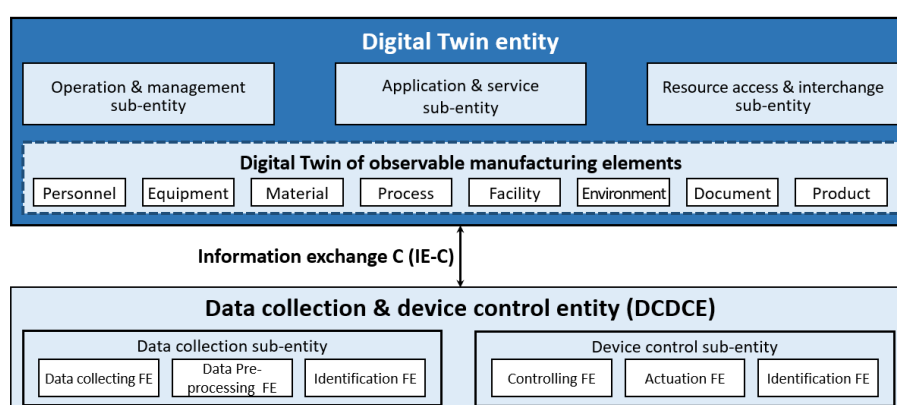 Digital Twin entity
Operation & management
sub-entity
Application & service
sub-entity
Resource access & interchange
sub-entity
Digital Twin of observable manufacturing elements
Personnel
Equipment
Material
Process
Facility
Environment
Document
Product
Information exchange C (IE-C)
Data collection & device control entity (DCDCE)
Data collection sub-entity
Data collecting FE
Data Pre-
processing FE
Identification FE
Device control sub-entity
Controlling FE
Actuation FE
Identification FE